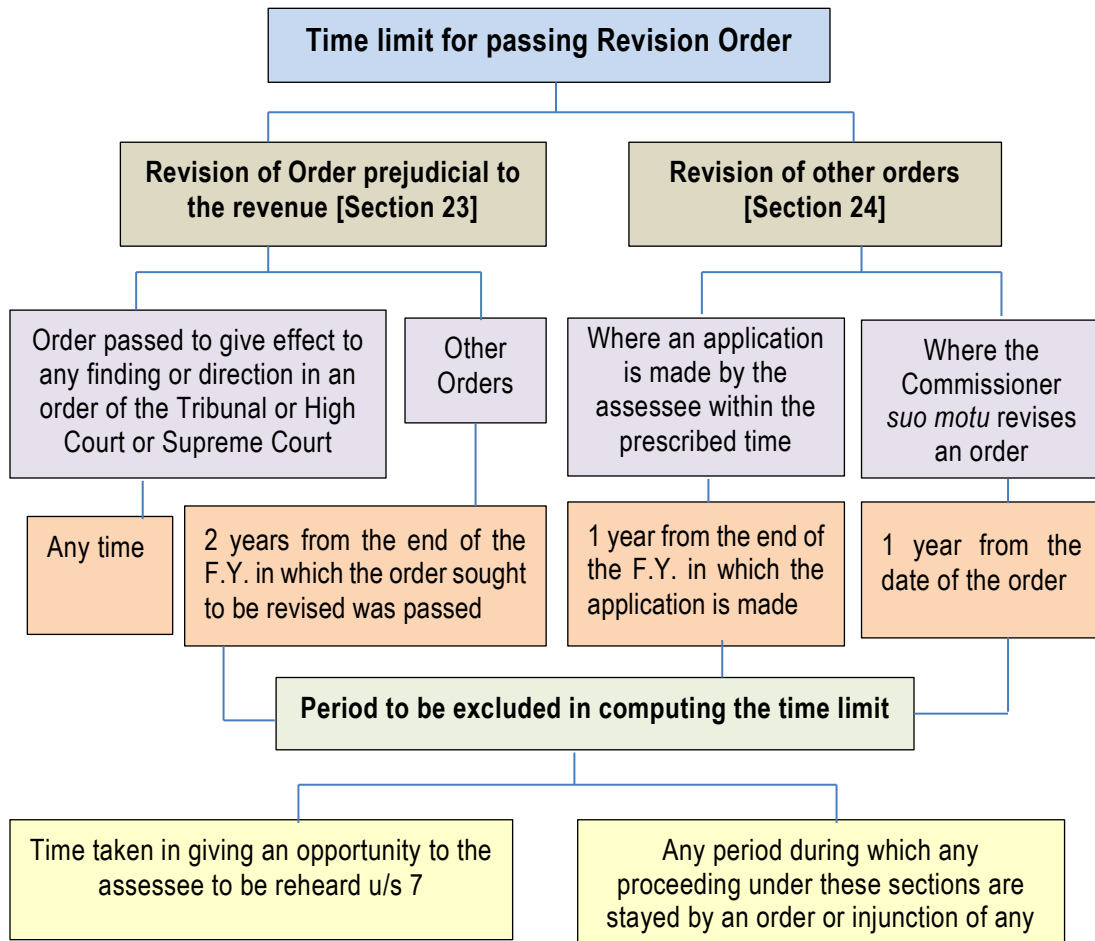 Time limit for passing Revision Order
Revision of Order prejudicial to
the revenue [Section 23]
Revision of other orders
[Section 24]
Order passed to give effect to
any finding or direction in an
order of the Tribunal or High
Court or Supreme Court
Other
Orders
Where an application
is made by the
assessee within the
prescribed time
Where the
Commissioner
suo motu revises
an order
Any time
2 years from the end of the
F.Y. in which the order sought
to be revised was passed
1 year from the end of
the F.Y. in which the
application is made
1 year from the
date of the order
Period to be excluded in computing the time limit
Time taken in giving an opportunity to the
assessee to be reheard u/s 7
Any period during which any
proceeding under these sections are
stayed by an order or injunction of any